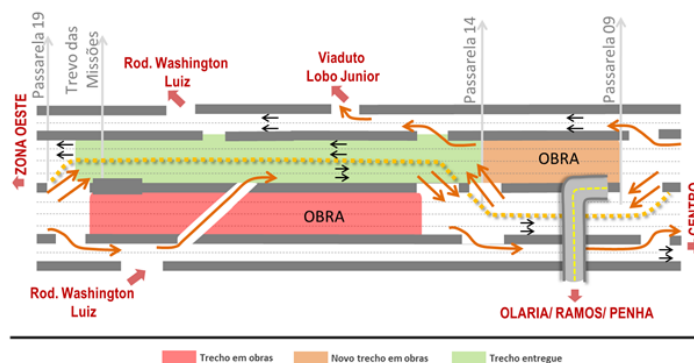 Passarela 19
Trevo das
Missões
Rod. Washington
Luiz
Viaduto
Lobo Junior
Passarela 14
Passarela 09
ZONA OESTE
OBRA
OBRA
CENTRO
Rod. Washington
Luiz
OLARIA/ RAMOS/ PENHA
Trecho em obras
Novo trecho em obras
Trecho entregue